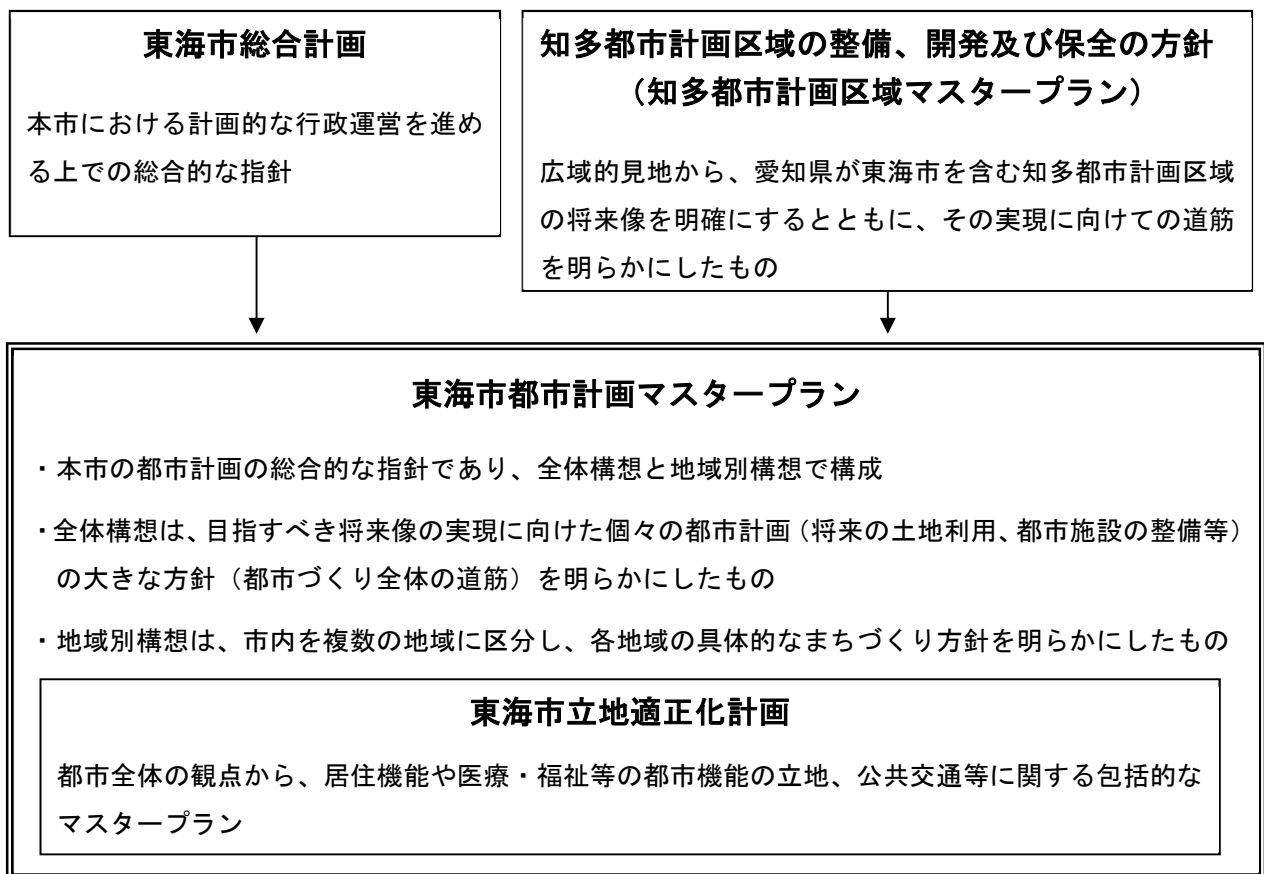 東海市総合計画
本市における計画的な行政運営を進め
る上での総合的な指針
知多都市計画区域の整備、開発及び保全の方針
（知多都市計画区域マスタープラン）
広域的見地から、愛知県が東海市を含む知多都市計画区域
の将来像を明確にするとともに、その実現に向けての道筋
を明らかにしたもの
東海市都市計画マスタープラン
・本市の都市計画の総合的な指針であり、全体構想と地域別構想で構成
・全体構想は、目指すべき将来像の実現に向けた個々の都市計画（将来の土地利用、都市施設の整備等）
の大きな方針（都市づくり全体の道筋）を明らかにしたもの
・地域別構想は、市内を複数の地域に区分し、各地域の具体的なまちづくり方針を明らかにしたもの
東海市立地適正化計画
都市全体の観点から、居住機能や医療・福祉等の都市機能の立地、公共交通等に関する包括的な
マスタープラン